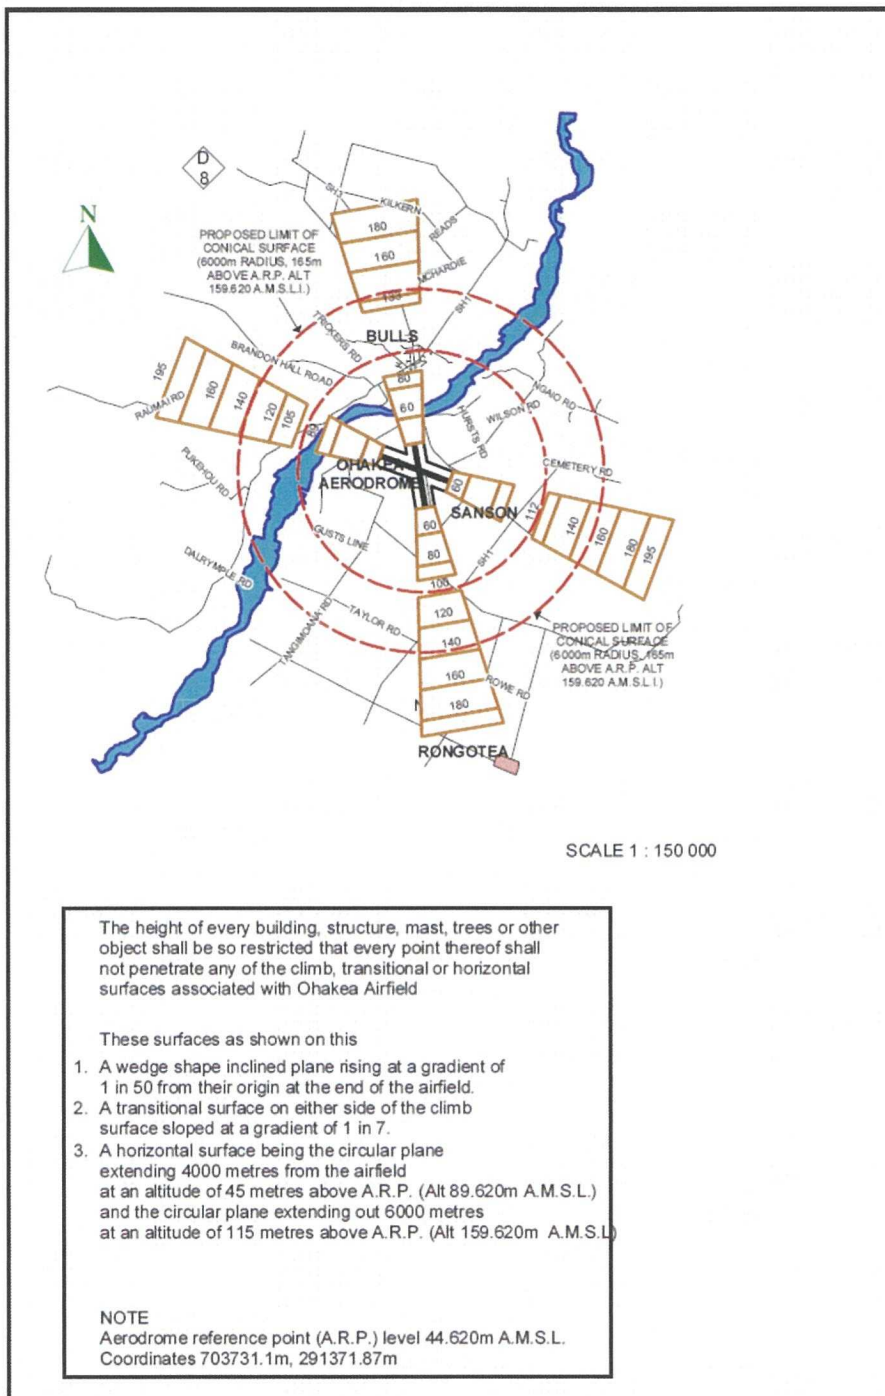 D
8
N
SH3
KILKERN
READS
180
160
MCHARDIE
PROPOSED LIMIT OF
CONICAL SURFACE
(6000m RADIUS, 165m
ABOVE A.R.P. ALT
159.620 A.M.S.L.I.)
SH1
TRICKERS RD
BULLS
BRANDON HALL ROAD
195
160
140
120
105
RAUMAI RD
80
60
HURSTS RD
WILSON RD
NGAIO RD
PUKEHOU RD
OHAKEA
AERODROME
60
CEMETERY RD
SANSON
112
140
160
180
195
GUSTS LINE
60
80
SH1
100
DALRYMPLE RD
TANGIMOANA RD
TAYLOR RD
120
140
160
180
ROWE RD
PROPOSED LIMIT OF
CONICAL SURFACE
(6000m RADIUS, 165m
ABOVE A.R.P. ALT
159.620 A.M.S.L.I.)
RONGOTEA
SCALE 1 : 150 000
The height of every building, structure, mast, trees or other
object shall be so restricted that every point thereof shall
not penetrate any of the climb, transitional or horizontal
surfaces associated with Ohakea Airfield
These surfaces as shown on this
1. A wedge shape inclined plane rising at a gradient of
1 in 50 from their origin at the end of the airfield.
2. A transitional surface on either side of the climb
surface sloped at a gradient of 1 in 7.
3. A horizontal surface being the circular plane
extending 4000 metres from the airfield
at an altitude of 45 metres above A.R.P. (Alt 89.620m A.M.S.L.)
and the circular plane extending out 6000 metres
at an altitude of 115 metres above A.R.P. (Alt 159.620m A.M.S.L)
NOTE
Aerodrome reference point (A.R.P.) level 44.620m A.M.S.L.
Coordinates 703731.1m, 291371.87m